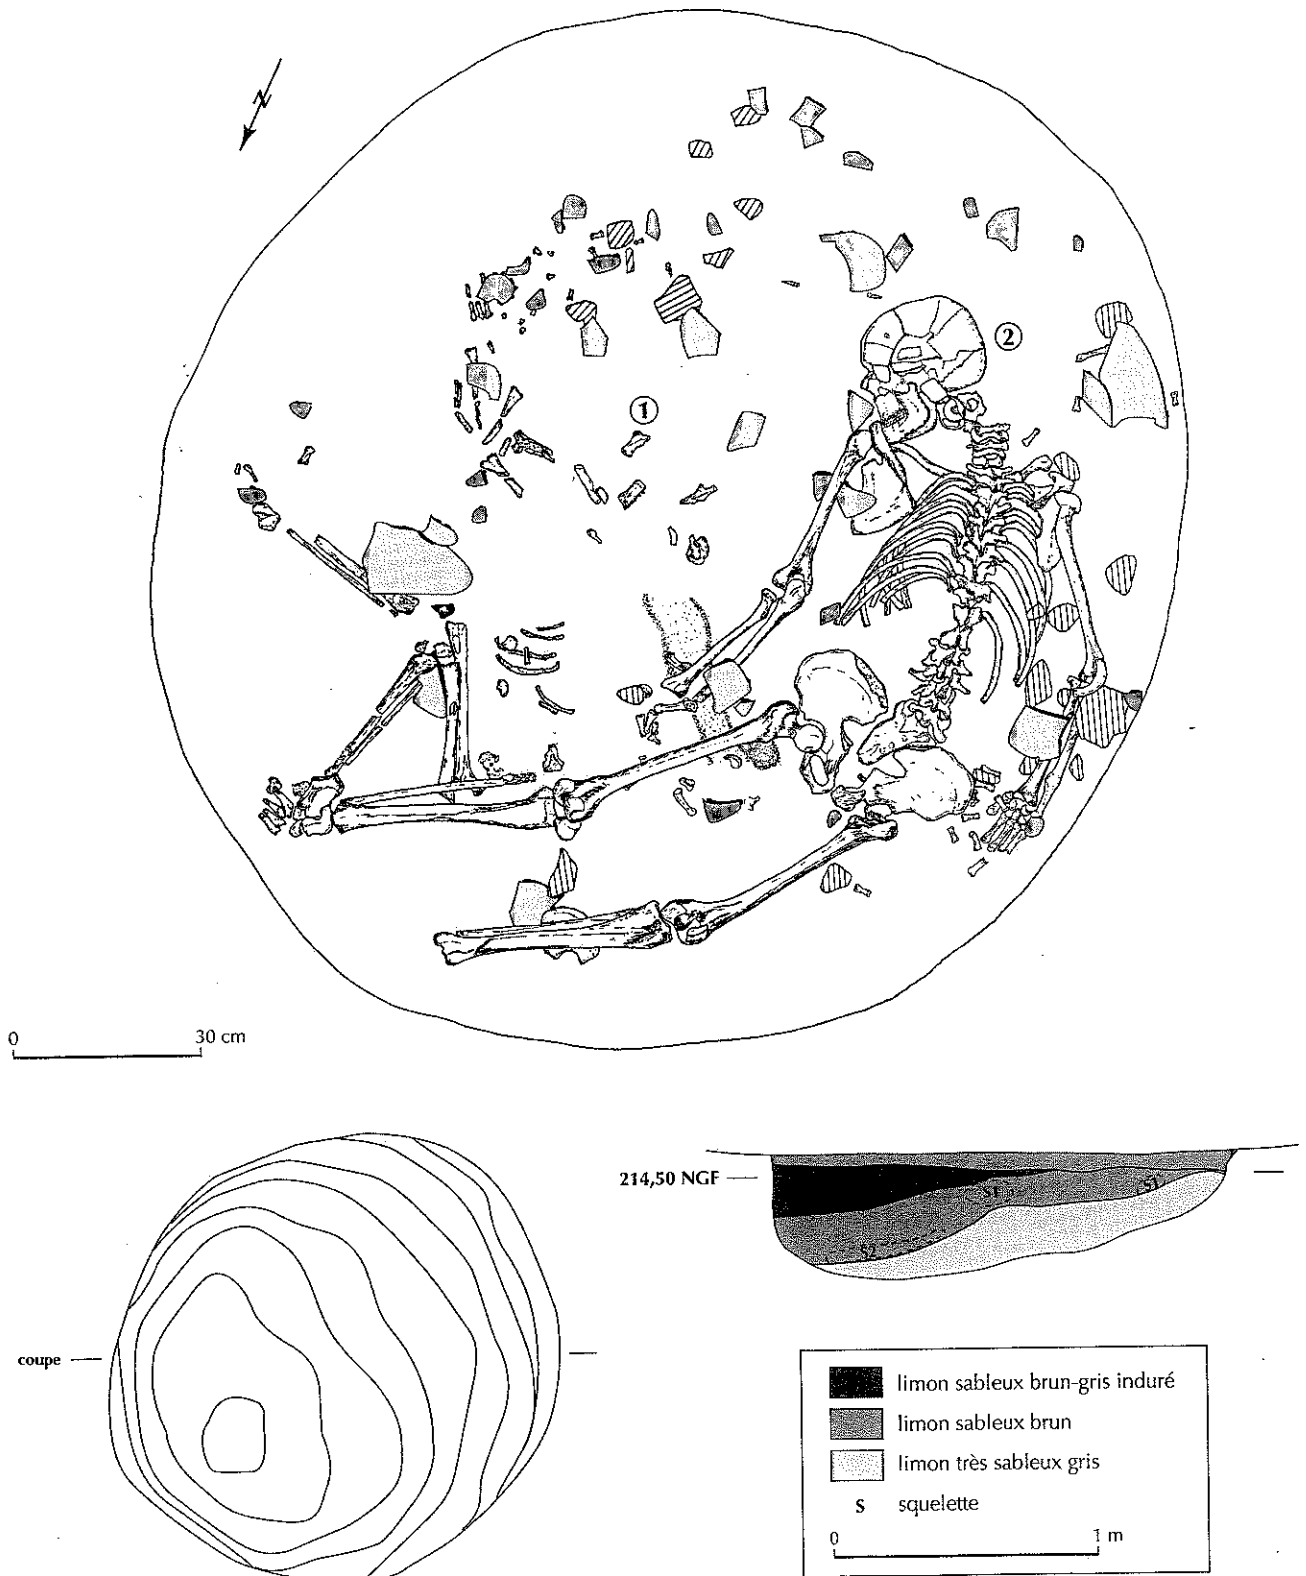 N
②
①
0 30 cm
214,50 NGF
S1 S1
S2
coupe
limon sableux brun-gris induré
limon sableux brun
limon très sableux gris
S squelette
0 1 m